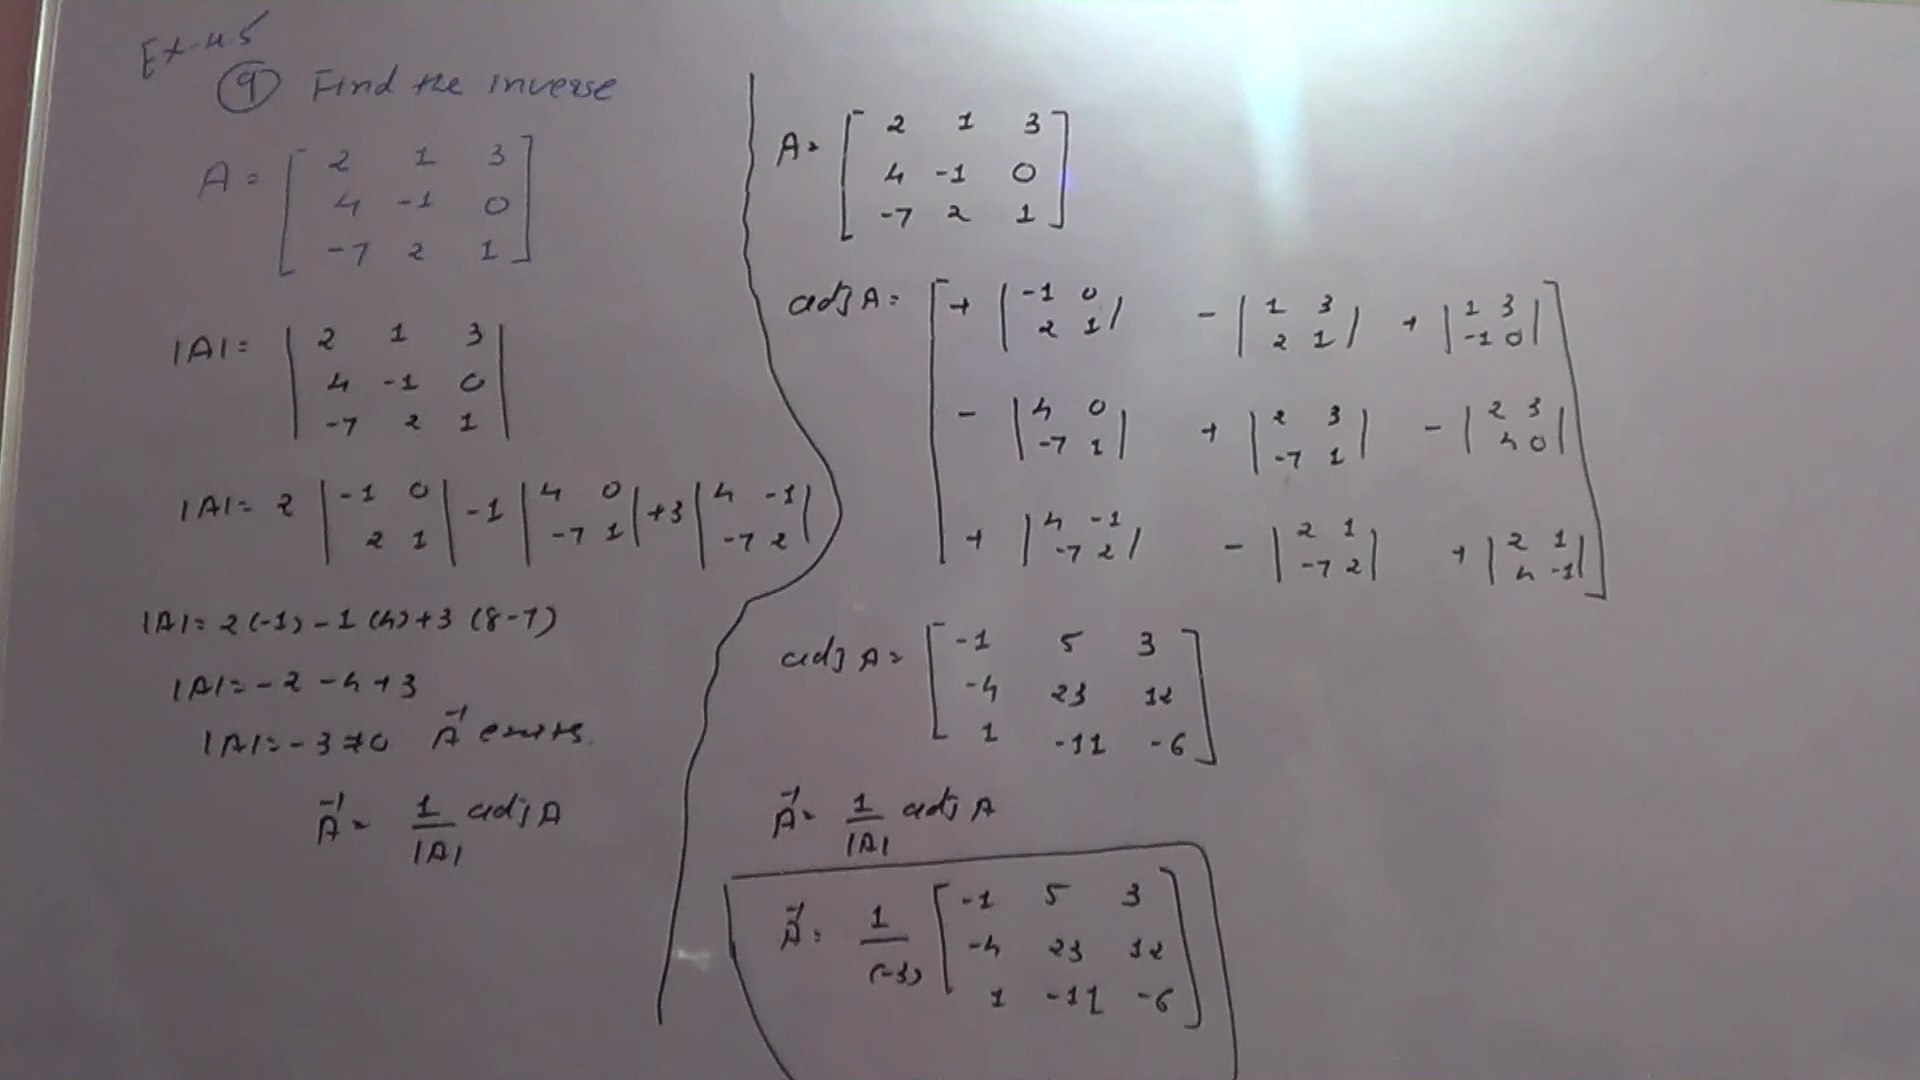 Ex-4.5
9 Find the inverse
A = [ 2 1 3
4 -1 0
-7 2 1 ]
|A| = | 2 1 3
4 -1 0
-7 2 1 |
|A| = 2 | -1 0 | -1 | 4 0 | +3 | 4 -1 |
2 1 -7 1 -7 2
|A| = 2(-1) - 1(4) + 3(8-7)
|A| = -2 -4 +3
|A| = -3 ≠ 0 A⁻¹ exists.
A⁻¹ = 1/|A| adj A
A = [ 2 1 3
4 -1 0
-7 2 1 ]
adj A = [ + | -1 0 | - | 1 3 | + | 1 3 |
2 1 2 1 -1 0
- | 4 0 | + | 2 3 | - | 2 3 |
-7 1 -7 1 4 0
+ | 4 -1 | - | 2 1 | + | 2 1 |
-7 2 -7 2 4 -1 ]
adj A = [ -1 5 3
-4 23 12
1 -11 -6 ]
A⁻¹ = 1/|A| adj A
A⁻¹ = 1/(-3) [ -1 5 3
-4 23 12
1 -11 -6 ]